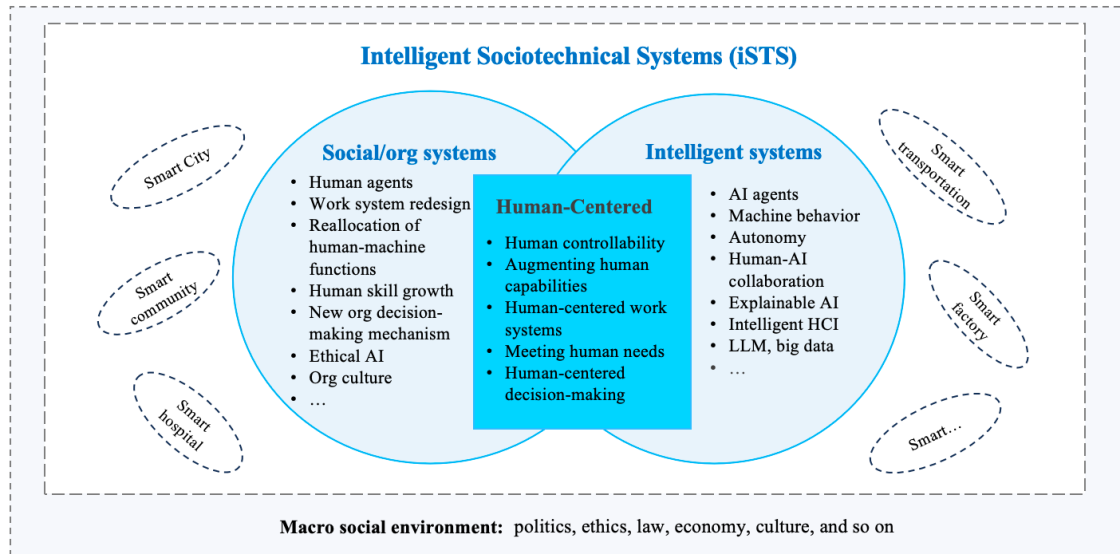 Intelligent Sociotechnical Systems (iSTS)
Smart City
Smart
community
Smart
hospital
Social/org systems
• Human agents
• Work system redesign
• Reallocation of
human-machine
functions
• Human skill growth
• New org decision-
making mechanism
• Ethical AI
• Org culture
• …
Human-Centered
• Human controllability
• Augmenting human
capabilities
• Human-centered work
systems
• Meeting human needs
• Human-centered
decision-making
Intelligent systems
• AI agents
• Machine behavior
• Autonomy
• Human-AI
collaboration
• Explainable AI
• Intelligent HCI
• LLM, big data
• …
Smart
transportation
Smart
factory
Smart…
Macro social environment: politics, ethics, law, economy, culture, and so on